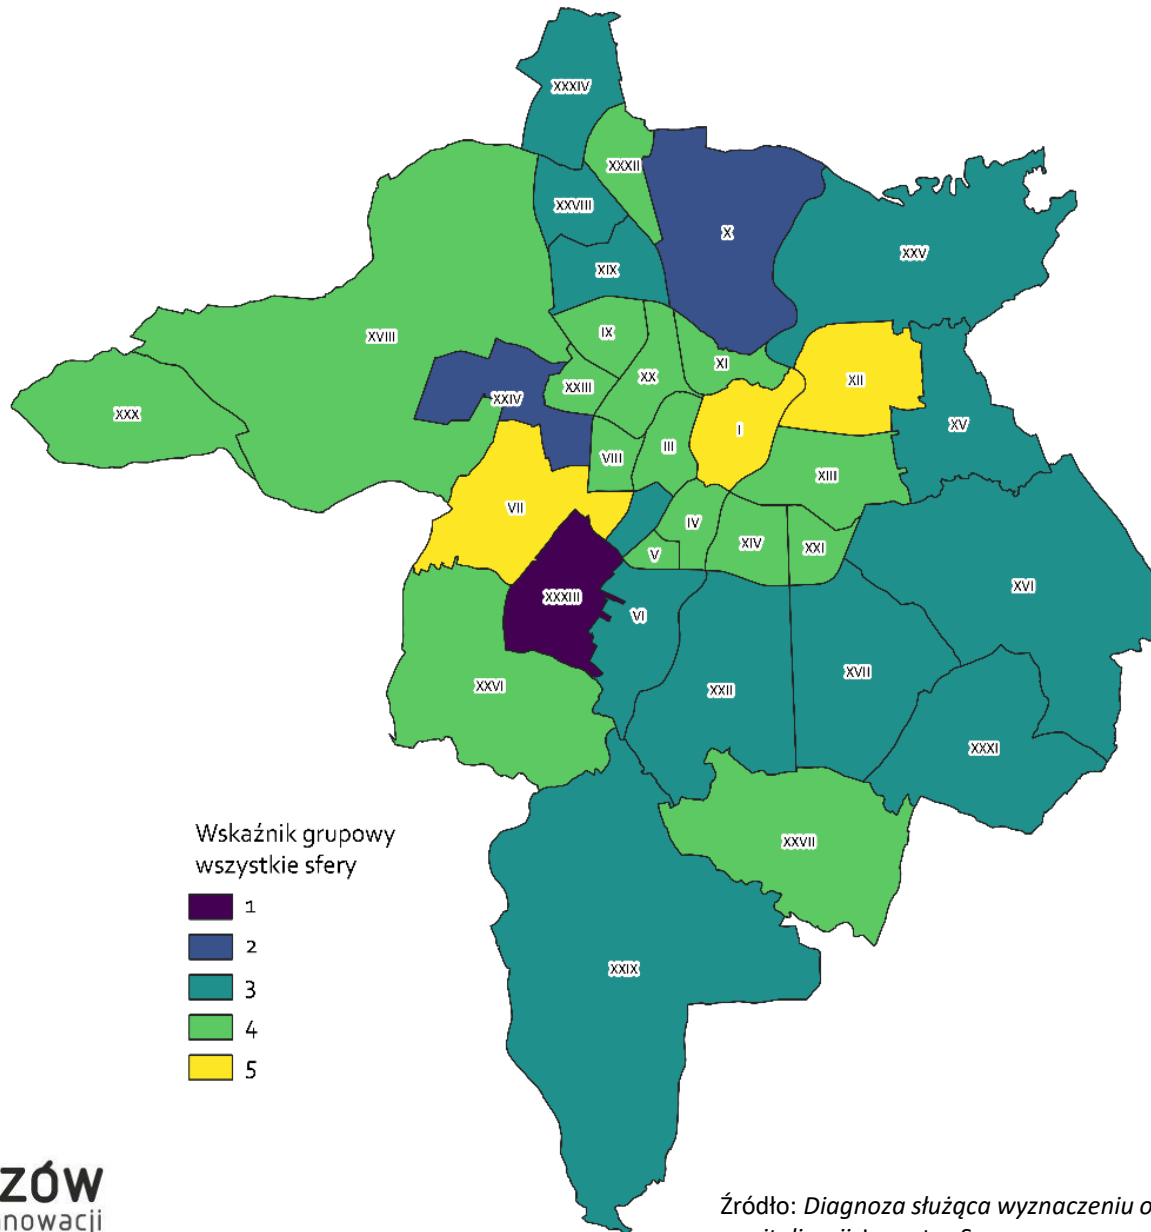 XXXIV
XXXII
XXVIII
X
XXV
XIX
IX
XVIII
XI
XX
XII
XXIII
XXIV
XXX
XV
I
III
VIII
XIII
VII
IV
XIV
XXI
V
XVI
XXXIII
VI
XVII
XXVI
XXII
XXXI
Wskaźnik grupowy
XXVII
wszystkie sfery
1
2
XXIX
3
4
5
ZÓW
nowacji
Źródło: Diagnoza służąca wyznaczeniu o